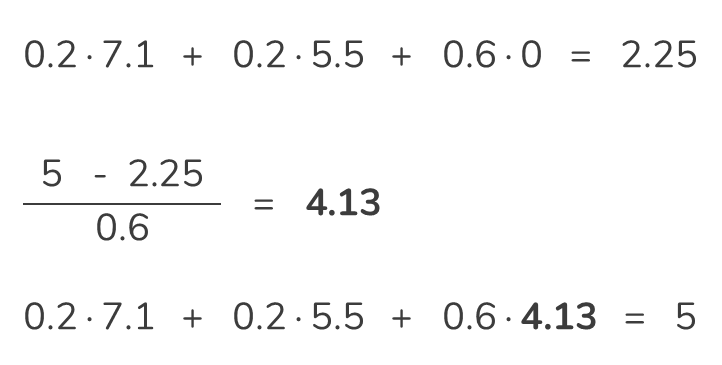 0.2 · 7.1 + 0.2 · 5.5 + 0.6 · 0 = 2.25
5 - 2.25
0.6
= 4.13
0.2 · 7.1 + 0.2 · 5.5 + 0.6 · 4.13 = 5